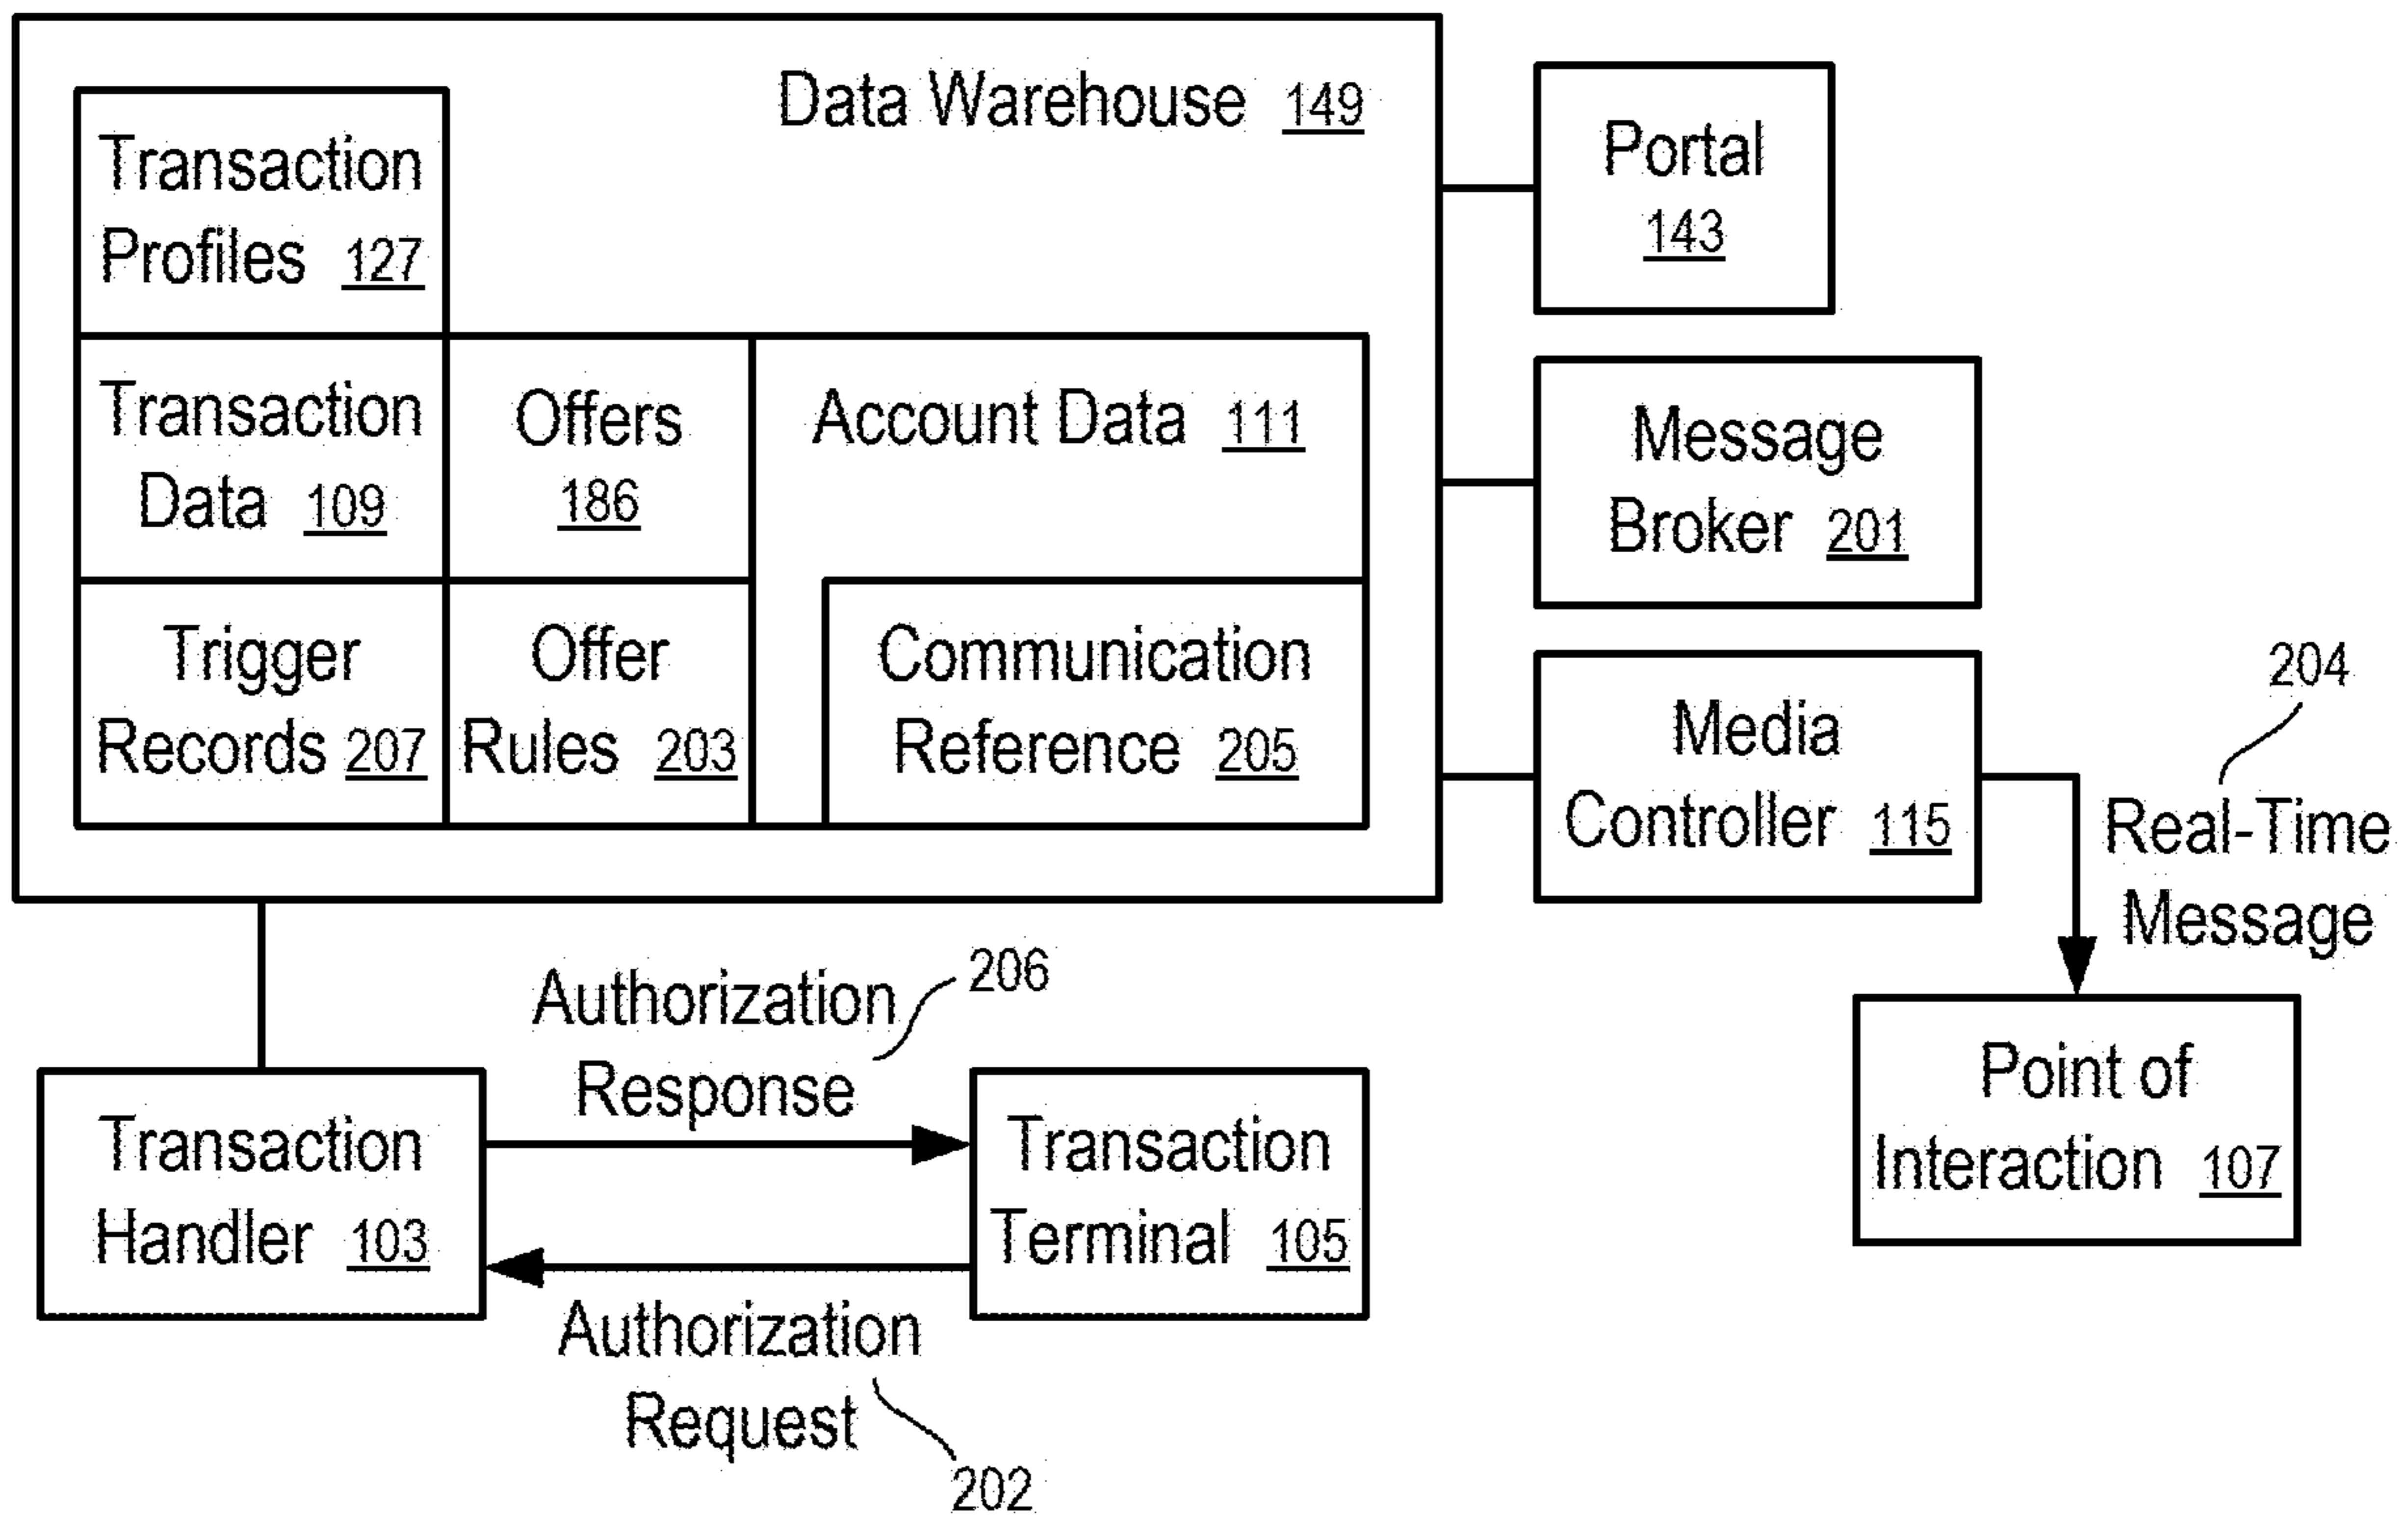 Data Warehouse 149
Transaction
Profiles 127
Transaction
Data 109
Offers
186
Account Data 111
Trigger
Records 207
Offer
Rules 203
Communication
Reference 205
Portal
143
Message
Broker 201
Media
Controller 115
204
Real-Time
Message
Point of
Interaction 107
Authorization
Response
206
Transaction
Handler 103
Transaction
Terminal 105
Authorization
Request
202